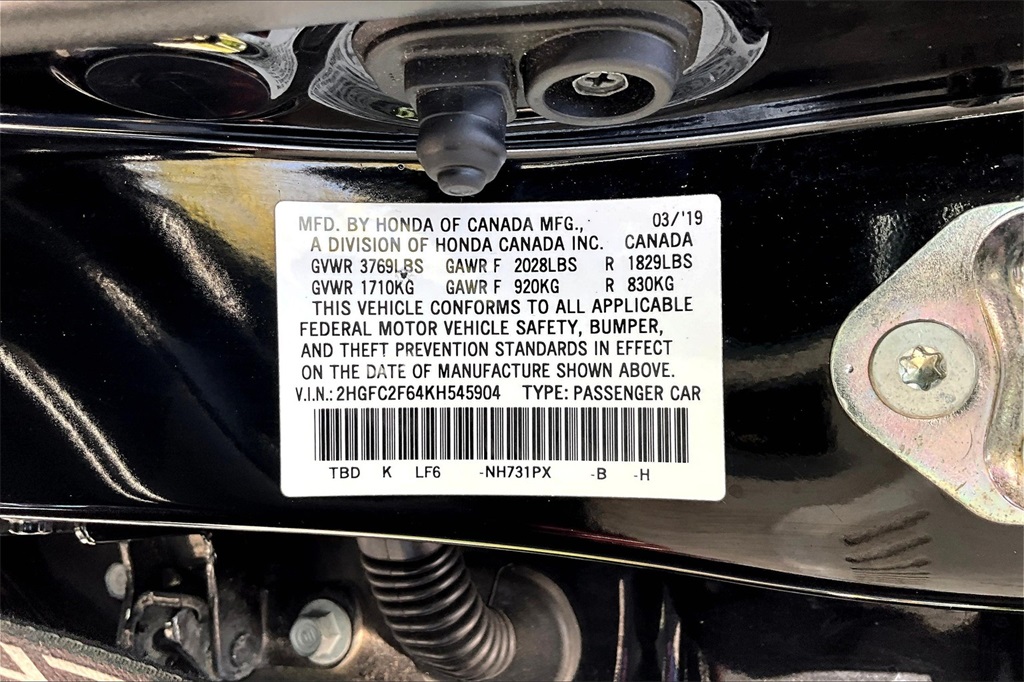 MFD. BY HONDA OF CANADA MFG., 03/'19
A DIVISION OF HONDA CANADA INC. CANADA
GVWR 3769LBS GAWR F 2028LBS R 1829LBS
GVWR 1710KG GAWR F 920KG R 830KG
THIS VEHICLE CONFORMS TO ALL APPLICABLE
FEDERAL MOTOR VEHICLE SAFETY, BUMPER,
AND THEFT PREVENTION STANDARDS IN EFFECT
ON THE DATE OF MANUFACTURE SHOWN ABOVE.
V.I.N.: 2HGFC2F64KH545904 TYPE: PASSENGER CAR
TBD K LF6 -NH731PX -B -H